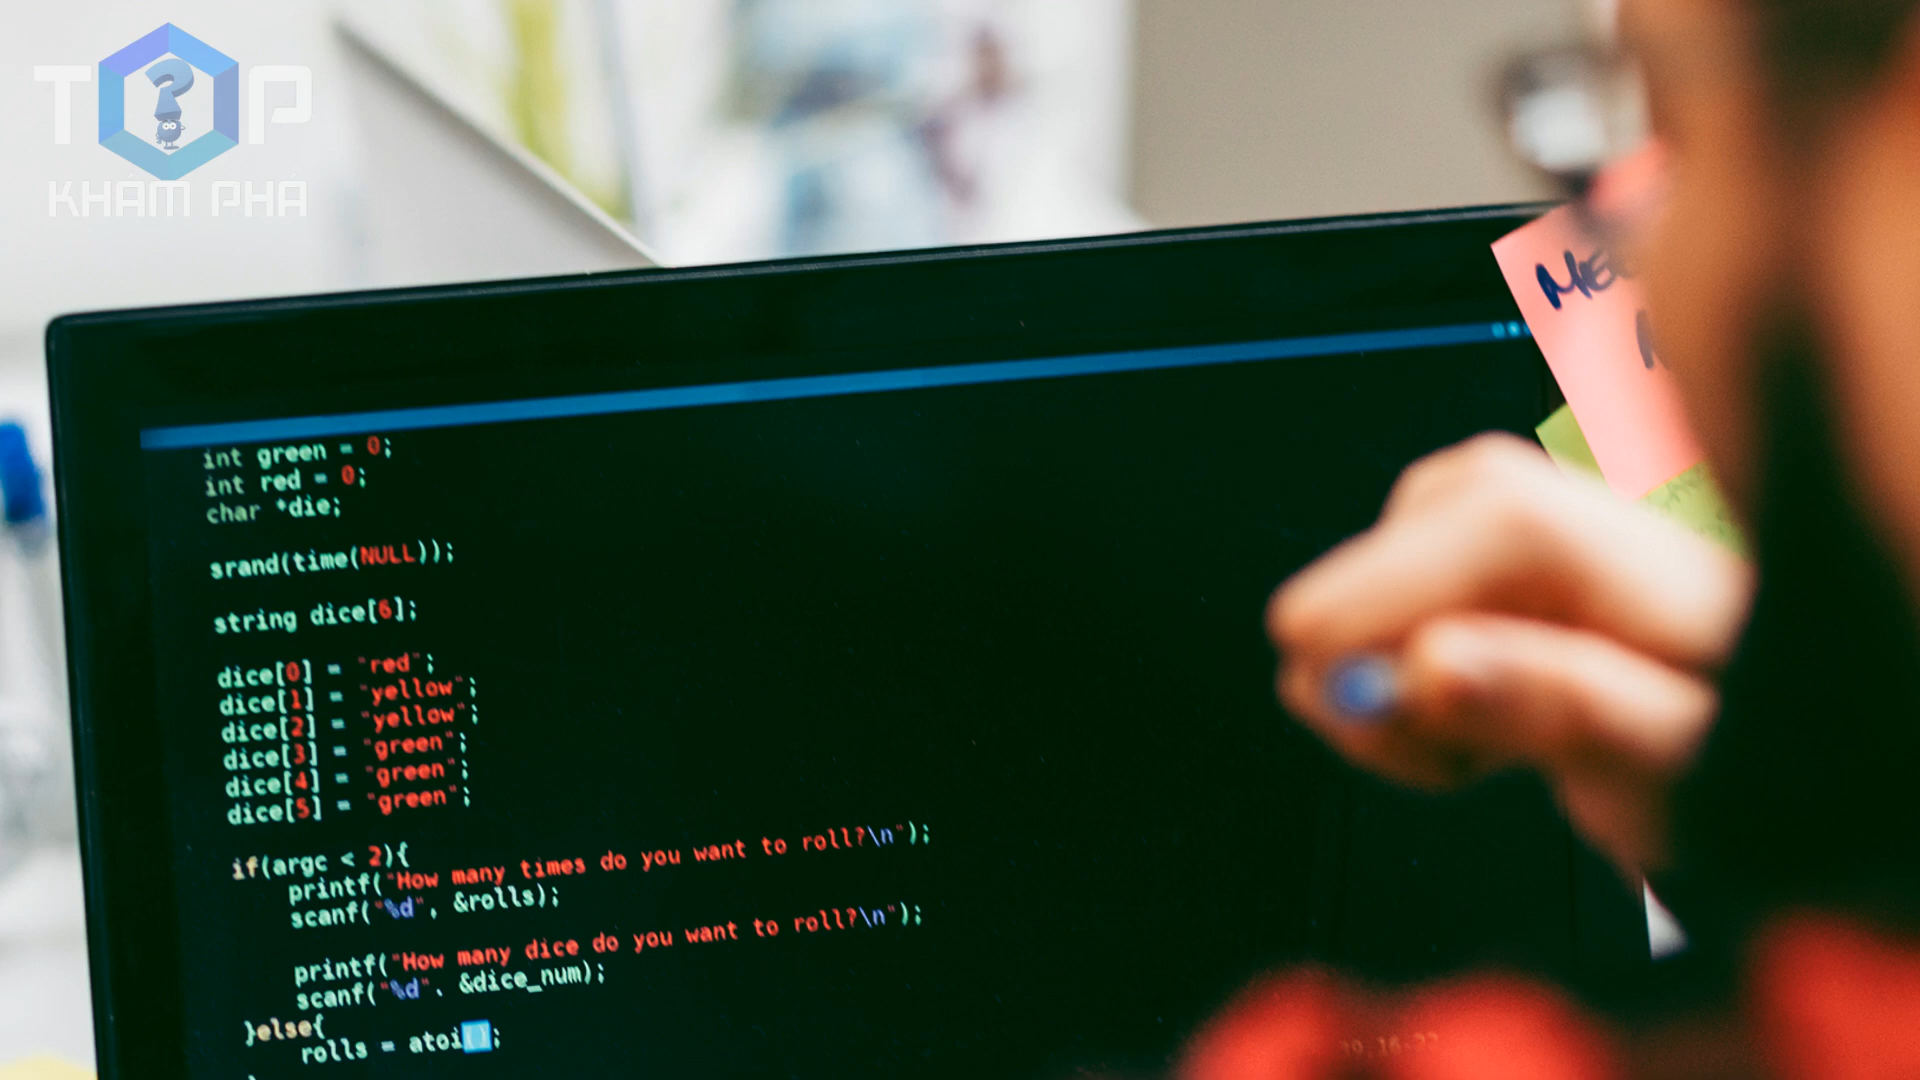 TOP
KHÁM PHÁ
int green = 0;
int red = 0;
char *die;
srand(time(NULL));
string dice[6];
dice[0] = "red";
dice[1] = "yellow";
dice[2] = "yellow";
dice[3] = "green";
dice[4] = "green";
dice[5] = "green";
if(argc < 2){
printf("How many times do you want to roll?\n");
scanf("%d", &rolls);
printf("How many dice do you want to roll?\n");
scanf("%d", &dice_num);
}else{
rolls = atoi();